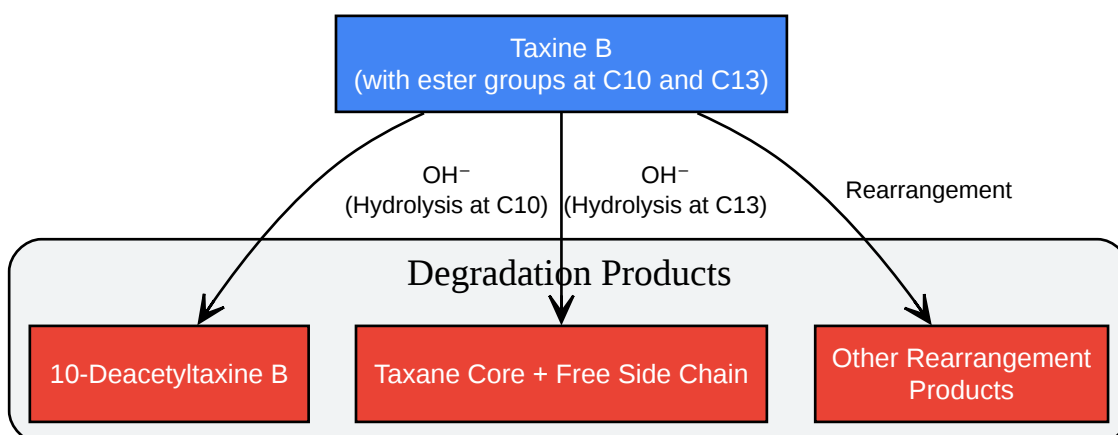 Taxine B
(with ester groups at C10 and C13)
OH⁻
(Hydrolysis at C10)
OH⁻
(Hydrolysis at C13)
Rearrangement
Degradation Products
10-Deacetyltaxine B
Taxane Core + Free Side Chain
Other Rearrangement
Products